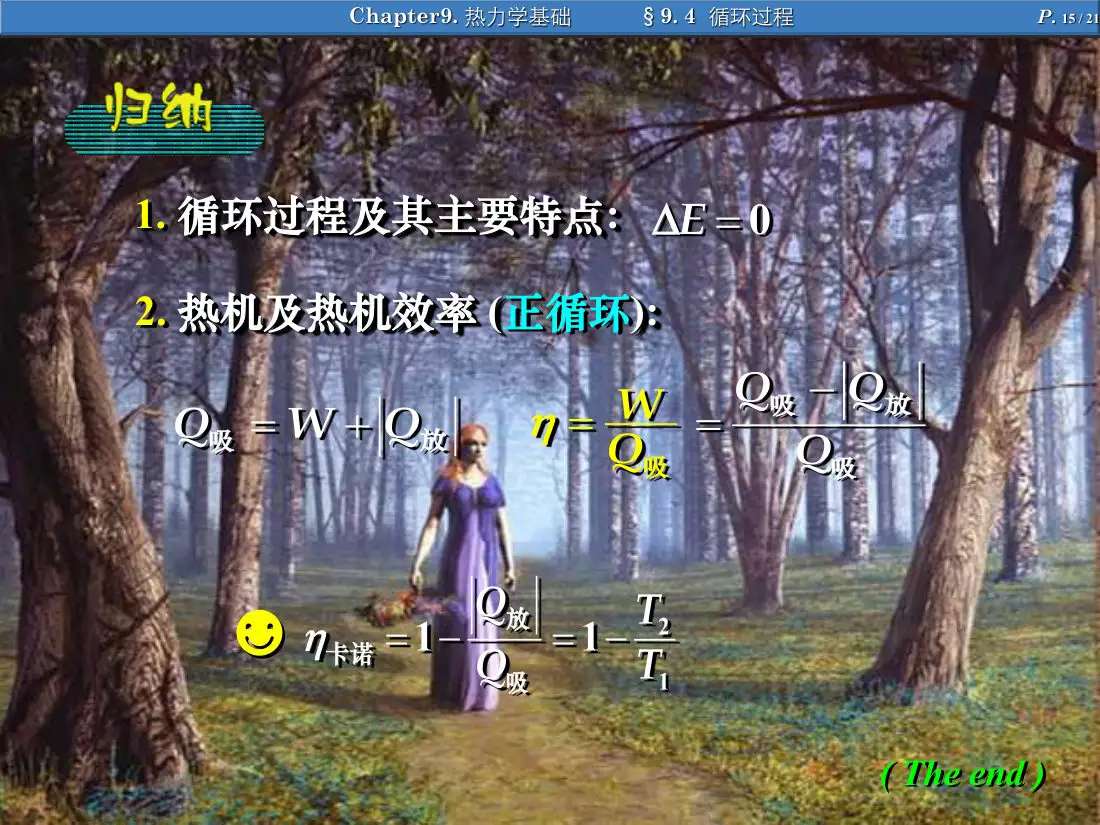 Chapter9. 热力学基础 §9. 4 循环过程 P. 15 / 21
归纳
1. 循环过程及其主要特点: ΔE = 0
2. 热机及热机效率 (正循环):
Q吸 = W + |Q放| η = W/Q吸 = (Q吸 − |Q放|)/Q吸
η卡诺 = 1 − |Q放|/Q吸 = 1 − T₂/T₁
( The end )